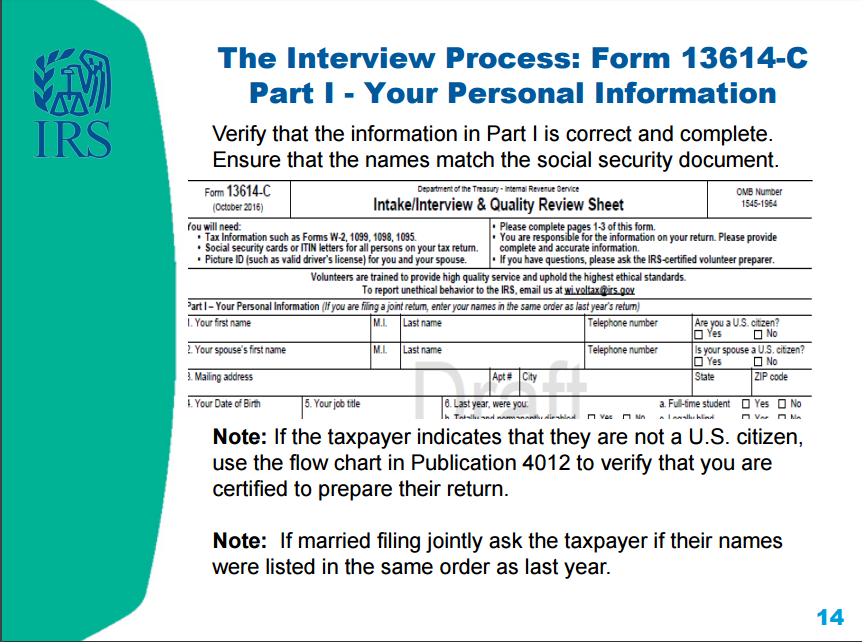 IRS
The Interview Process: Form 13614-C
Part I - Your Personal Information
Verify that the information in Part I is correct and complete.
Ensure that the names match the social security document.
Form 13614-C
(October 2016)
Department of the Treasury - Internal Revenue Service
Intake/Interview & Quality Review Sheet
OMB Number
1545-1964
You will need:
• Tax Information such as Forms W-2, 1099, 1098, 1095.
• Social security cards or ITIN letters for all persons on your tax return.
• Picture ID (such as valid driver's license) for you and your spouse.
• Please complete pages 1-3 of this form.
• You are responsible for the information on your return. Please provide
complete and accurate information.
• If you have questions, please ask the IRS-certified volunteer preparer.
Volunteers are trained to provide high quality service and uphold the highest ethical standards.
To report unethical behavior to the IRS, email us at wi.voltax@irs.gov
Part I – Your Personal Information (If you are filing a joint return, enter your names in the same order as last year's return)
1. Your first name M.I. Last name Telephone number Are you a U.S. citizen?
Yes No
2. Your spouse's first name M.I. Last name Telephone number Is your spouse a U.S. citizen?
Yes No
3. Mailing address Apt # City State ZIP code
Draft
4. Your Date of Birth 5. Your job title 6. Last year, were you: a. Full-time student Yes No
b. Totally and permanently disabled Yes No c. Legally blind Yes No
Note: If the taxpayer indicates that they are not a U.S. citizen,
use the flow chart in Publication 4012 to verify that you are
certified to prepare their return.
Note: If married filing jointly ask the taxpayer if their names
were listed in the same order as last year.
14